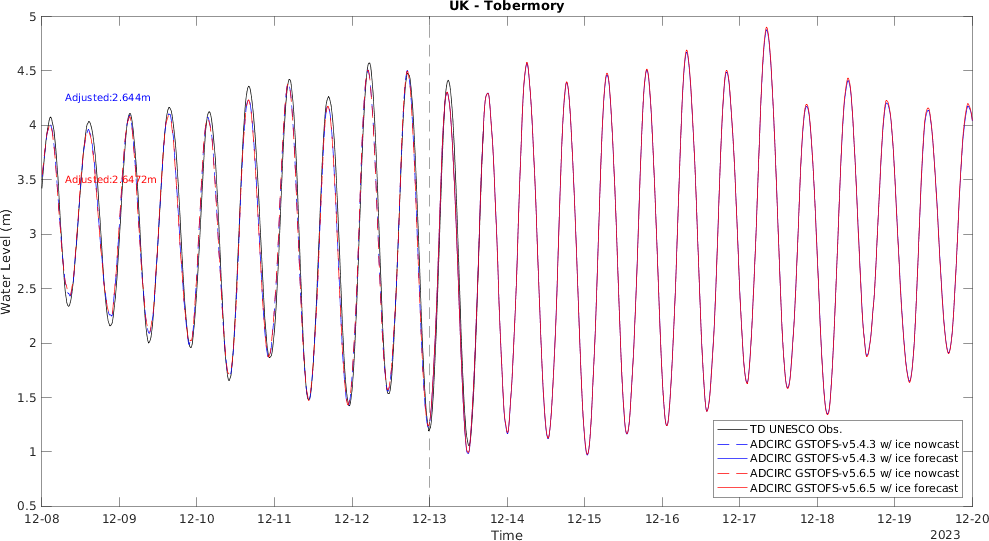 UK - Tobermory
5
4.5
4
3.5
3
2.5
2
1.5
1
0.5
Water Level (m)
Adjusted:2.644m
Adjusted:2.6472m
TD UNESCO Obs.
ADCIRC GSTOFS-v5.4.3 w/ ice nowcast
ADCIRC GSTOFS-v5.4.3 w/ ice forecast
ADCIRC GSTOFS-v5.6.5 w/ ice nowcast
ADCIRC GSTOFS-v5.6.5 w/ ice forecast
12-08 12-09 12-10 12-11 12-12 12-13 12-14 12-15 12-16 12-17 12-18 12-19 12-20
Time
2023